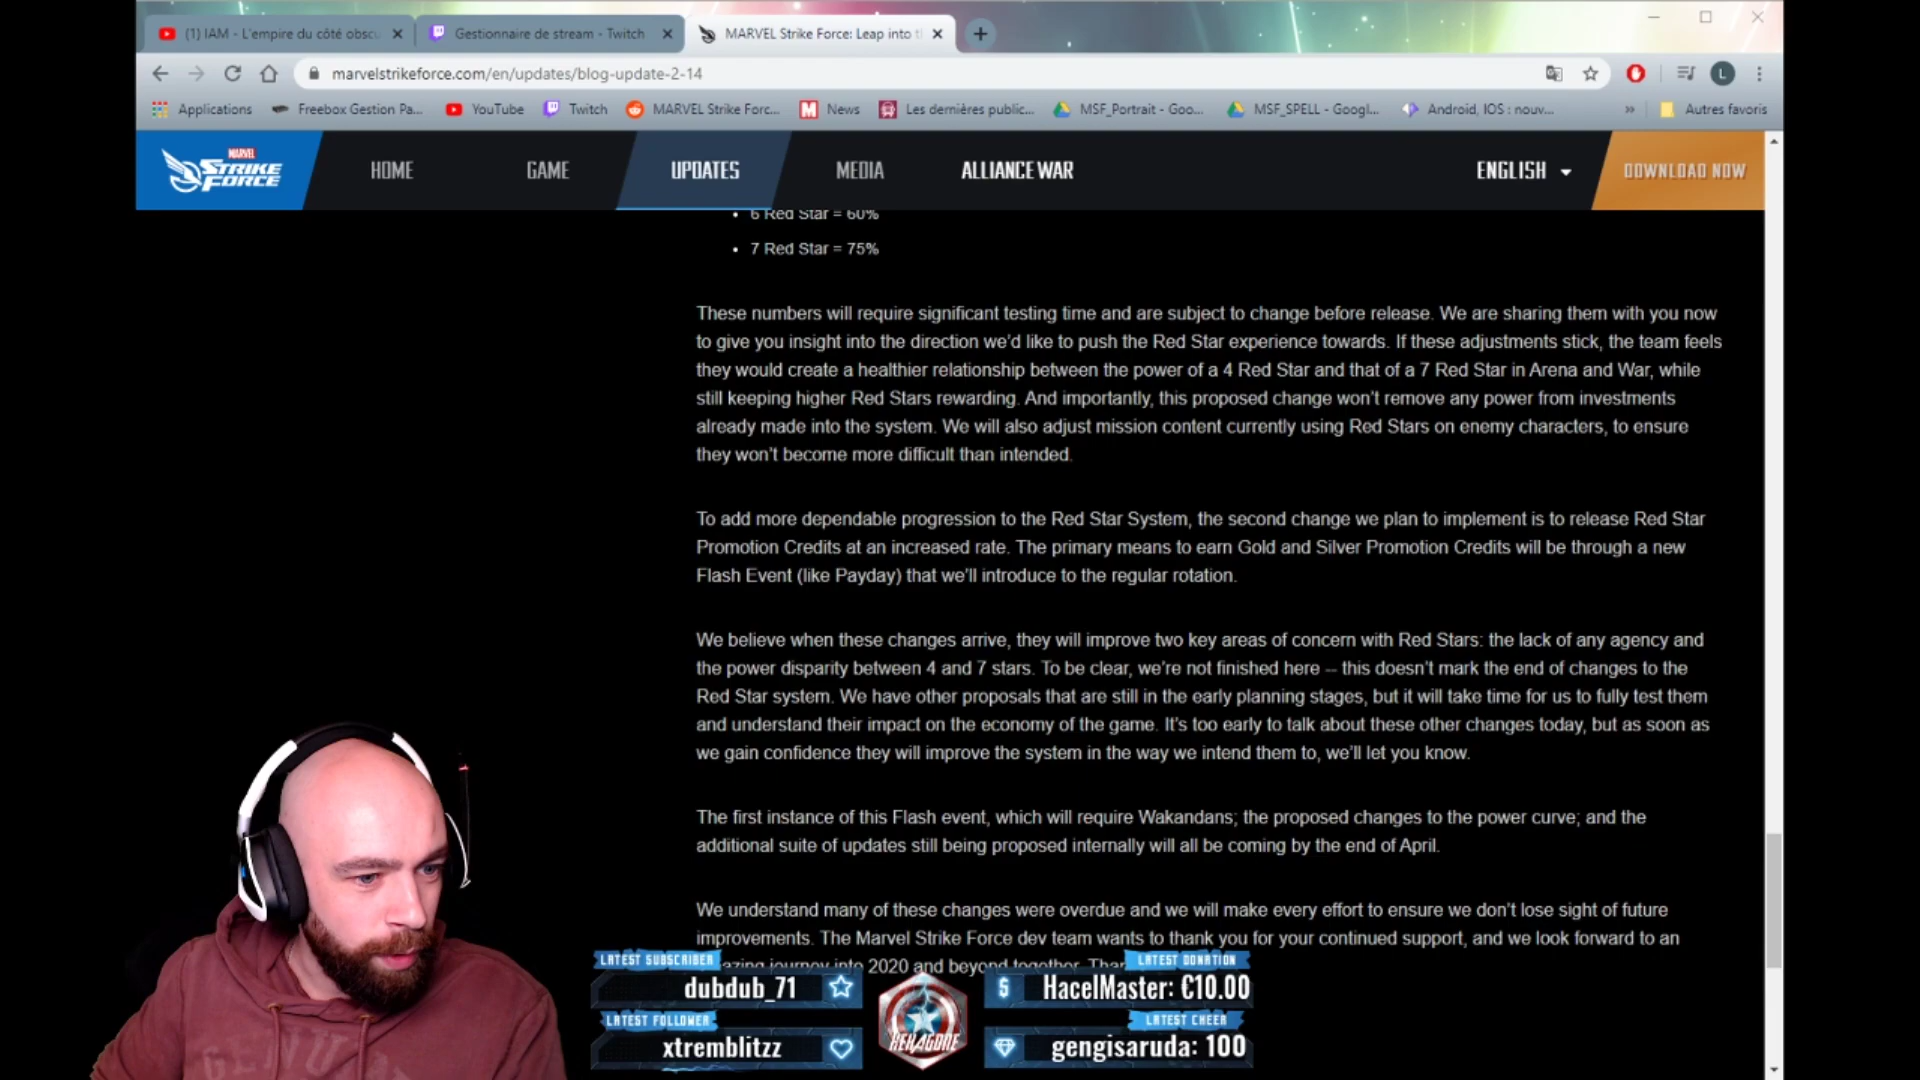 (1) IAM - L'empire du côté obscu
Gestionnaire de stream - Twitch
MARVEL Strike Force: Leap into t
marvelstrikeforce.com/en/updates/blog-update-2-14
L
Applications
Freebox Gestion Pa...
YouTube
Twitch
MARVEL Strike Forc...
News
Les dernières public...
MSF_Portrait - Goo...
MSF_SPELL - Googl...
Android, IOS : nouv...
»
Autres favoris
MARVEL
STRIKE
FORCE
HOME
GAME
UPDATES
MEDIA
ALLIANCE WAR
ENGLISH
DOWNLOAD NOW
• 6 Red Star = 60%
• 7 Red Star = 75%
These numbers will require significant testing time and are subject to change before release. We are sharing them with you now
to give you insight into the direction we'd like to push the Red Star experience towards. If these adjustments stick, the team feels
they would create a healthier relationship between the power of a 4 Red Star and that of a 7 Red Star in Arena and War, while
still keeping higher Red Stars rewarding. And importantly, this proposed change won't remove any power from investments
already made into the system. We will also adjust mission content currently using Red Stars on enemy characters, to ensure
they won't become more difficult than intended.
To add more dependable progression to the Red Star System, the second change we plan to implement is to release Red Star
Promotion Credits at an increased rate. The primary means to earn Gold and Silver Promotion Credits will be through a new
Flash Event (like Payday) that we'll introduce to the regular rotation.
We believe when these changes arrive, they will improve two key areas of concern with Red Stars: the lack of any agency and
the power disparity between 4 and 7 stars. To be clear, we're not finished here -- this doesn't mark the end of changes to the
Red Star system. We have other proposals that are still in the early planning stages, but it will take time for us to fully test them
and understand their impact on the economy of the game. It's too early to talk about these other changes today, but as soon as
we gain confidence they will improve the system in the way we intend them to, we'll let you know.
The first instance of this Flash event, which will require Wakandans; the proposed changes to the power curve; and the
additional suite of updates still being proposed internally will all be coming by the end of April.
We understand many of these changes were overdue and we will make every effort to ensure we don't lose sight of future
improvements. The Marvel Strike Force dev team wants to thank you for your continued support, and we look forward to an
journey into 2020 and beyond together.
LATEST SUBSCRIBER
dubdub_71
LATEST FOLLOWER
xtremblitzz
HEXAGONE
LATEST DONATION
$ HacelMaster: €10.00
LATEST CHEER
gengisaruda: 100